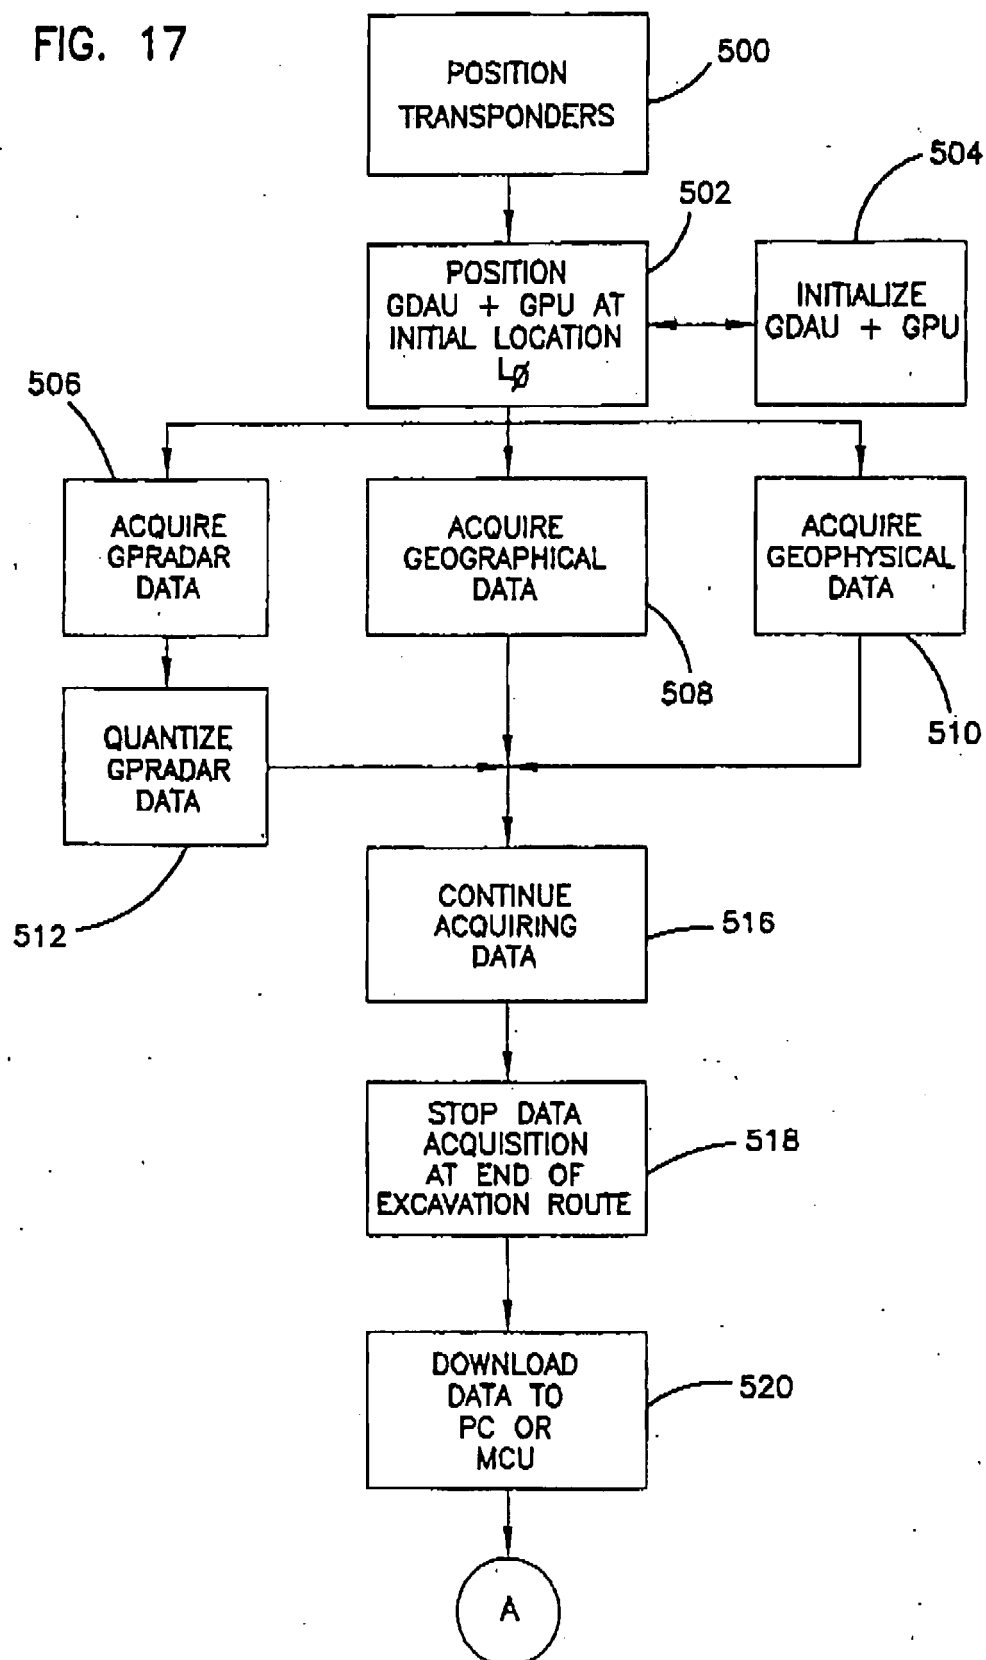 FIG. 17
POSITION
TRANSPONDERS
500
504
502
POSITION
GDAU + GPU AT
INITIAL LOCATION
LØ
INITIALIZE
GDAU + GPU
506
ACQUIRE
GPRADAR
DATA
ACQUIRE
GEOGRAPHICAL
DATA
ACQUIRE
GEOPHYSICAL
DATA
508
510
QUANTIZE
GPRADAR
DATA
512
CONTINUE
ACQUIRING
DATA
516
STOP DATA
ACQUISITION
AT END OF
EXCAVATION ROUTE
518
DOWNLOAD
DATA TO
PC OR
MCU
520
A